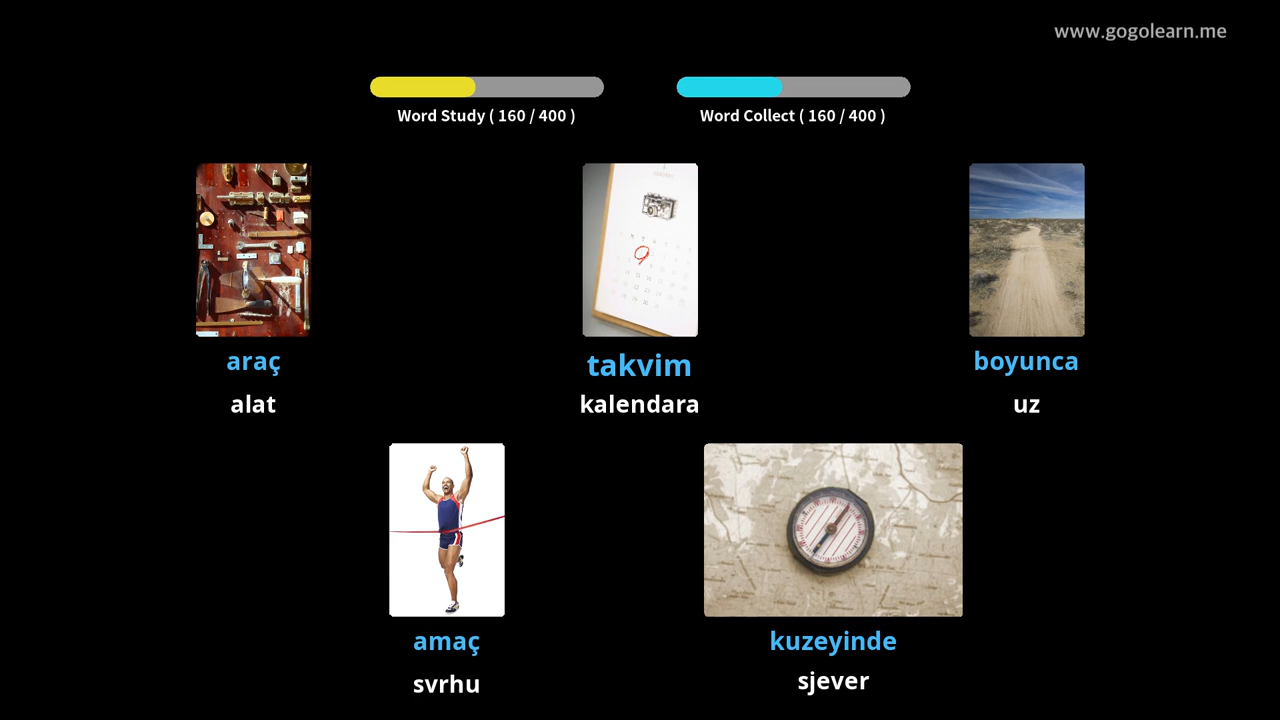 www.gogolearn.me
Word Study ( 160 / 400 )
Word Collect ( 160 / 400 )
araç
alat
takvim
kalendara
boyunca
uz
amaç
svrhu
kuzeyinde
sjever